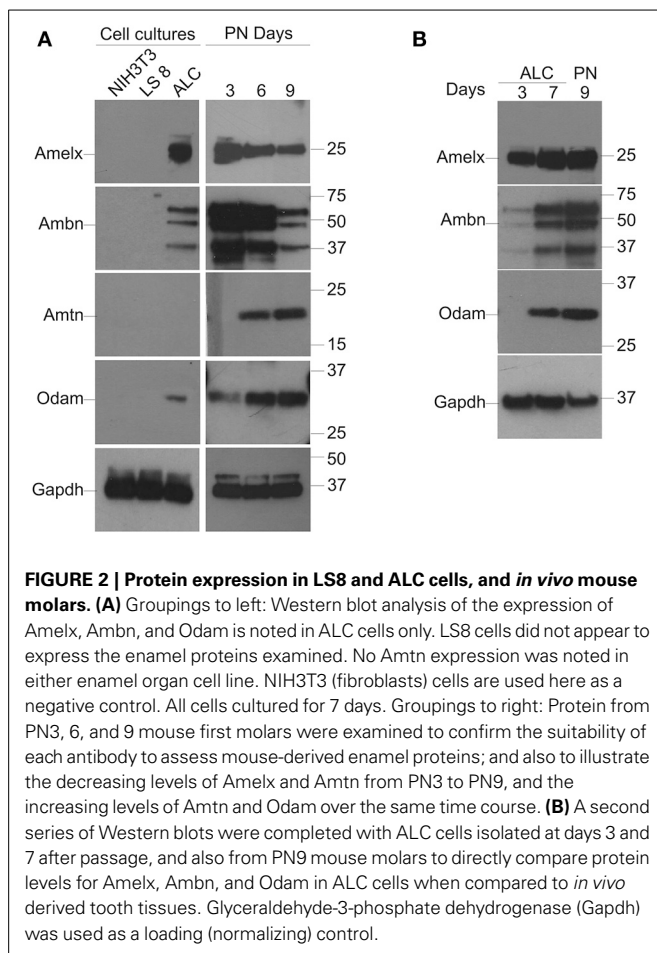 A
Cell cultures PN Days
NIH3T3 LS 8 ALC 3 6 9
Amelx 25
Ambn 75
50
37
Amtn 25
15
Odam 37
25
Gapdh 50
37
B
ALC PN
Days 3 7 9
Amelx 25
Ambn 75
50
37
Odam 37
25
Gapdh 37
FIGURE 2 | Protein expression in LS8 and ALC cells, and in vivo mouse
molars. (A) Groupings to left: Western blot analysis of the expression of
Amelx, Ambn, and Odam is noted in ALC cells only. LS8 cells did not appear to
express the enamel proteins examined. No Amtn expression was noted in
either enamel organ cell line. NIH3T3 (fibroblasts) cells are used here as a
negative control. All cells cultured for 7 days. Groupings to right: Protein from
PN3, 6, and 9 mouse first molars were examined to confirm the suitability of
each antibody to assess mouse-derived enamel proteins; and also to illustrate
the decreasing levels of Amelx and Amtn from PN3 to PN9, and the
increasing levels of Amtn and Odam over the same time course. (B) A second
series of Western blots were completed with ALC cells isolated at days 3 and
7 after passage, and also from PN9 mouse molars to directly compare protein
levels for Amelx, Ambn, and Odam in ALC cells when compared to in vivo
derived tooth tissues. Glyceraldehyde-3-phosphate dehydrogenase (Gapdh)
was used as a loading (normalizing) control.